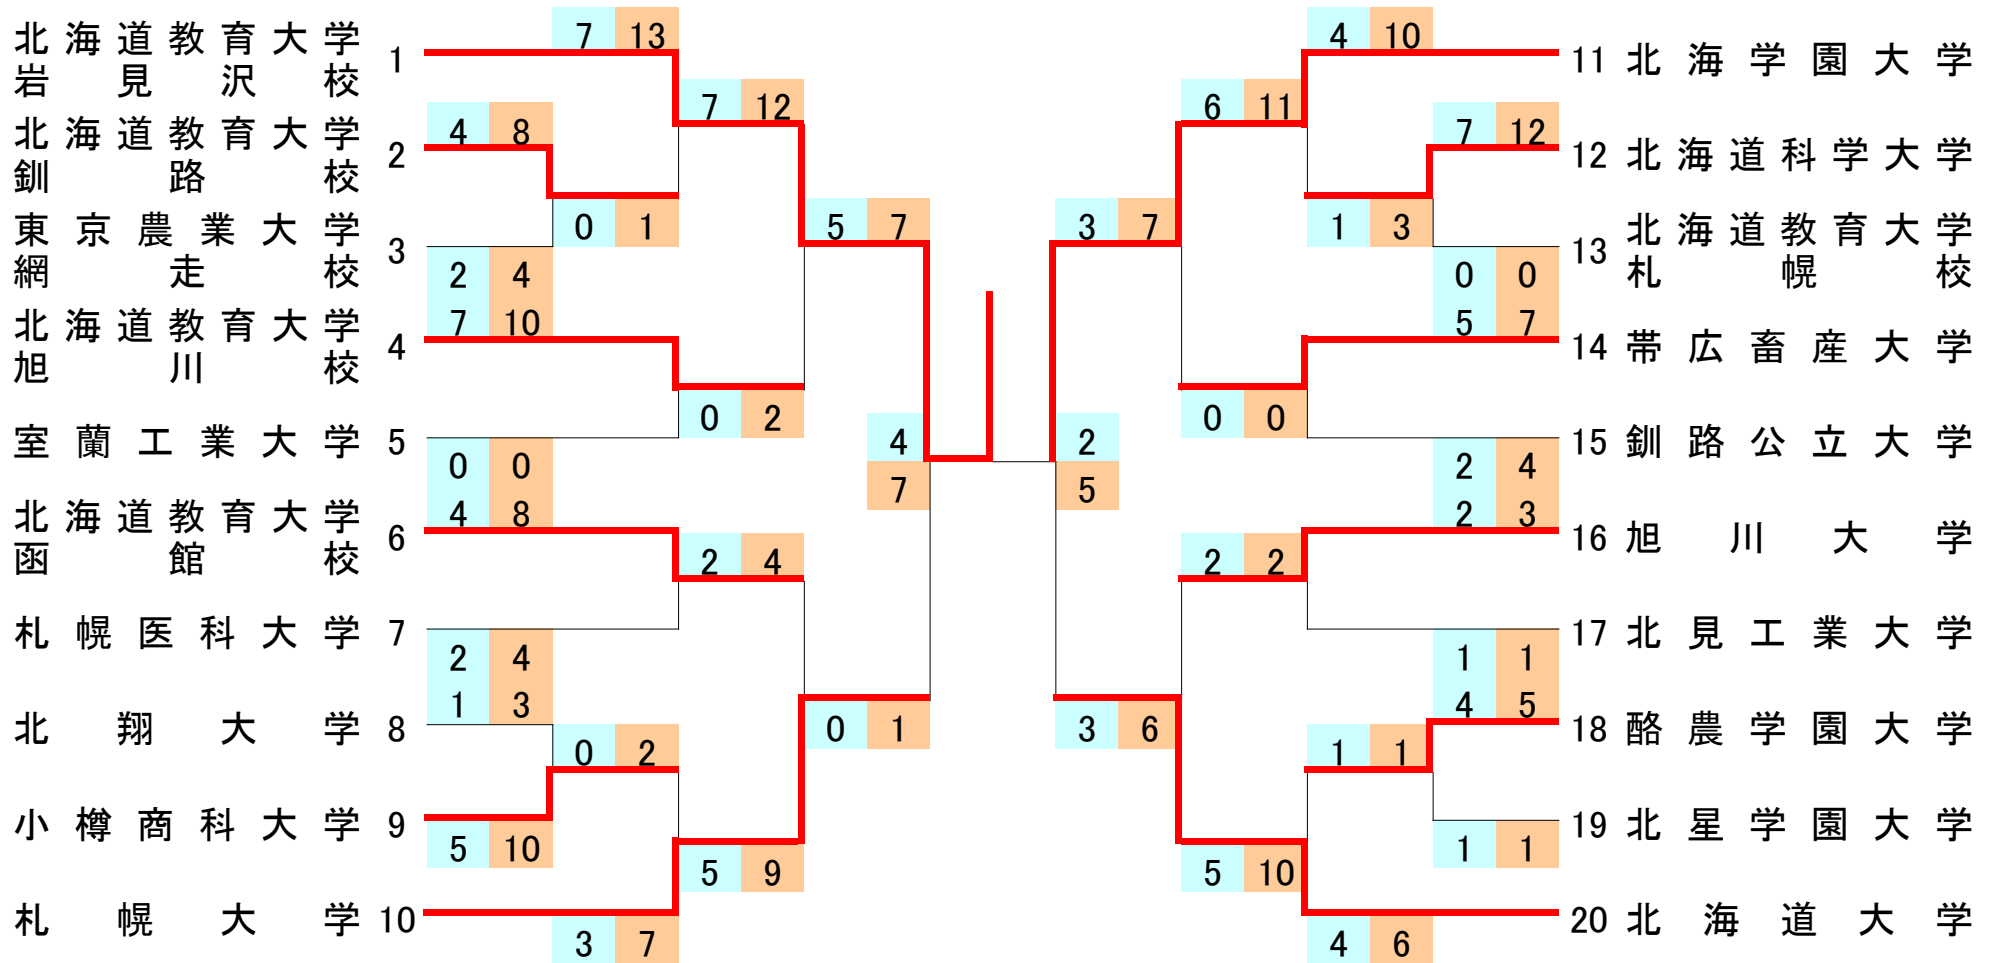 北海道教育大学
岩見沢校
1
7 13
北海道教育大学
釧路校
2
4 8
7 12
0 1
東京農業大学
網走校
3
2 4
5 7
北海道教育大学
旭川校
4
7 10
0 2
室蘭工業大学 5
0 0
4
7
北海道教育大学
函館校
6
4 8
2 4
札幌医科大学 7
2 4
北翔大学 8
1 3
0 2
0 1
小樽商科大学 9
5 10
5 9
札幌大学 10
3 7
4 10
11 北海学園大学
6 11
7 12
12 北海道科学大学
3 7
1 3
13
北海道教育大学
札幌校
0 0
5 7
14 帯広畜産大学
0 0
2
5
15 釧路公立大学
2 4
2 3
16 旭川大学
2 2
17 北見工業大学
1 1
4 5
18 酪農学園大学
3 6
1 1
19 北星学園大学
1 1
5 10
20 北海道大学
4 6